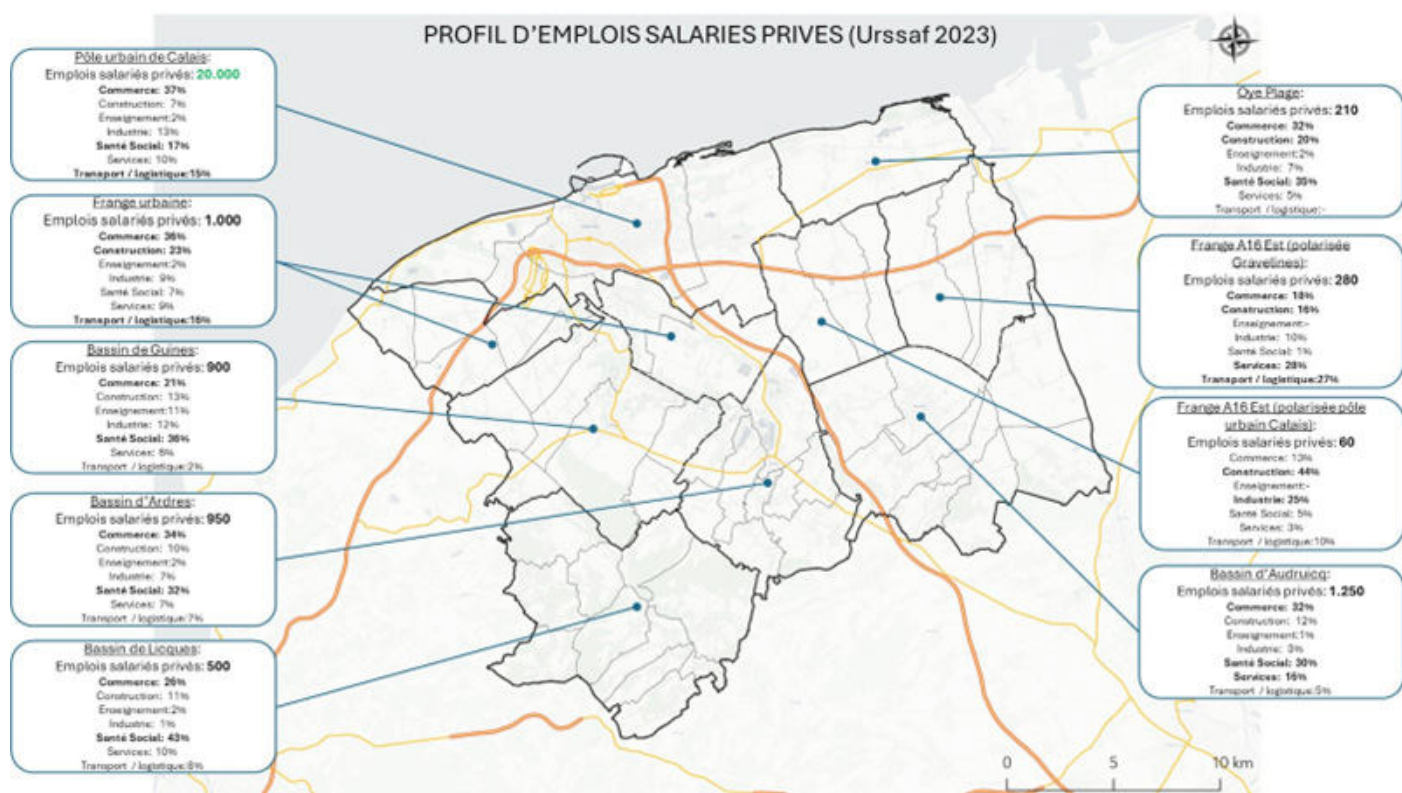 PROFIL D'EMPLOIS SALARIES PRIVES (Urssaf 2023)
Pôle urbain de Calais:
Emplois salariés privés: 20.000
Commerce: 37%
Construction: 7%
Enseignement:2%
Industrie: 13%
Santé Social: 17%
Services: 10%
Transport / logistique:15%
Frange urbaine:
Emplois salariés privés: 1.000
Commerce: 36%
Construction: 23%
Enseignement:2%
Industrie: 9%
Santé Social: 7%
Services: 9%
Transport / logistique:16%
Bassin de Guines:
Emplois salariés privés: 900
Commerce: 21%
Construction: 13%
Enseignement:11%
Industrie: 12%
Santé Social: 36%
Services: 6%
Transport / logistique:2%
Bassin d'Ardres:
Emplois salariés privés: 950
Commerce: 34%
Construction: 10%
Enseignement:2%
Industrie: 7%
Santé Social: 32%
Services: 7%
Transport / logistique:7%
Bassin de Licques:
Emplois salariés privés: 500
Commerce: 26%
Construction: 11%
Enseignement:2%
Industrie: 1%
Santé Social: 43%
Services: 10%
Transport / logistique:6%
Oye Plage:
Emplois salariés privés: 210
Commerce: 32%
Construction: 20%
Enseignement:2%
Industrie: 7%
Santé Social: 35%
Services: 5%
Transport / logistique:-
Frange A16 Est (polarisée
Gravelines):
Emplois salariés privés: 280
Commerce: 18%
Construction: 16%
Enseignement:-
Industrie: 10%
Santé Social: 1%
Services: 28%
Transport / logistique:27%
Frange A16 Est (polarisée pôle
urbain Calais):
Emplois salariés privés: 60
Commerce: 13%
Construction: 44%
Enseignement:-
Industrie: 25%
Santé Social: 5%
Services: 3%
Transport / logistique:10%
Bassin d'Audruicq:
Emplois salariés privés: 1.250
Commerce: 32%
Construction: 12%
Enseignement:1%
Industrie: 3%
Santé Social: 30%
Services: 16%
Transport / logistique:5%
0 5 10 km